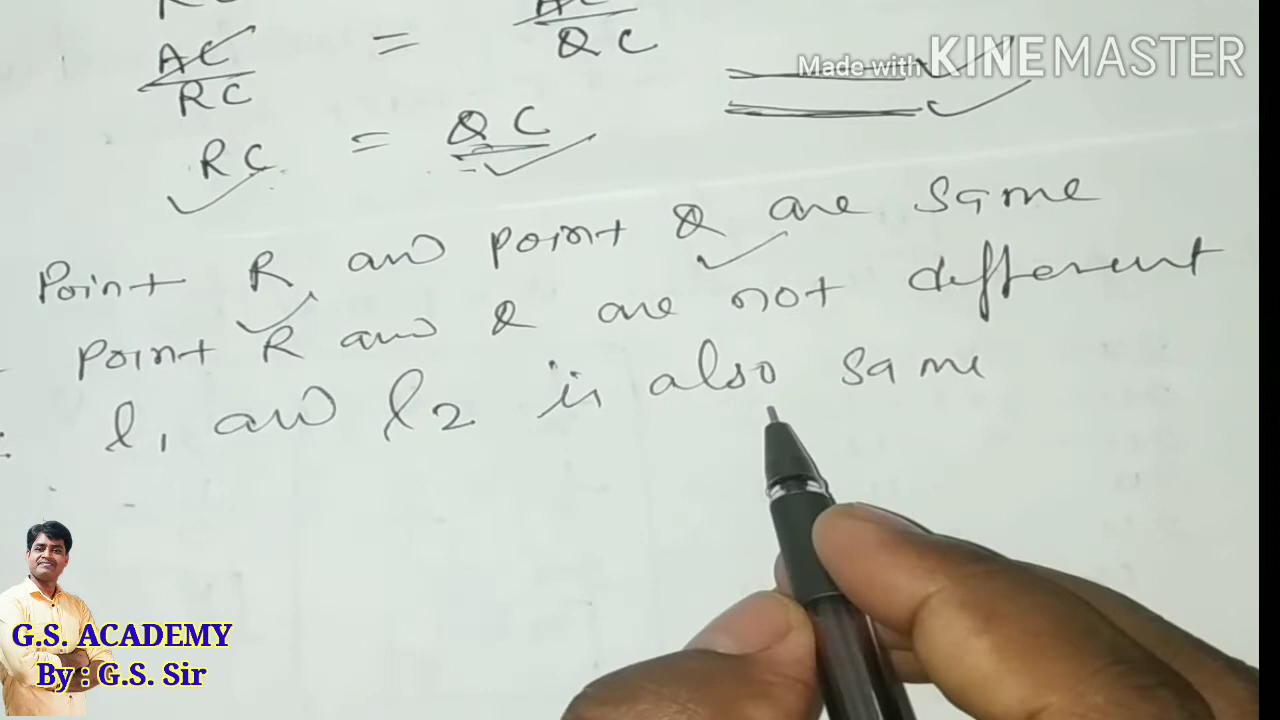 RC
AC
AC = QC
RC
RC = QC
Made with KINEMASTER
Point R and point Q are same
Point R and Q are not different
l1 and l2 is also same
G.S. ACADEMY
By : G.S. Sir